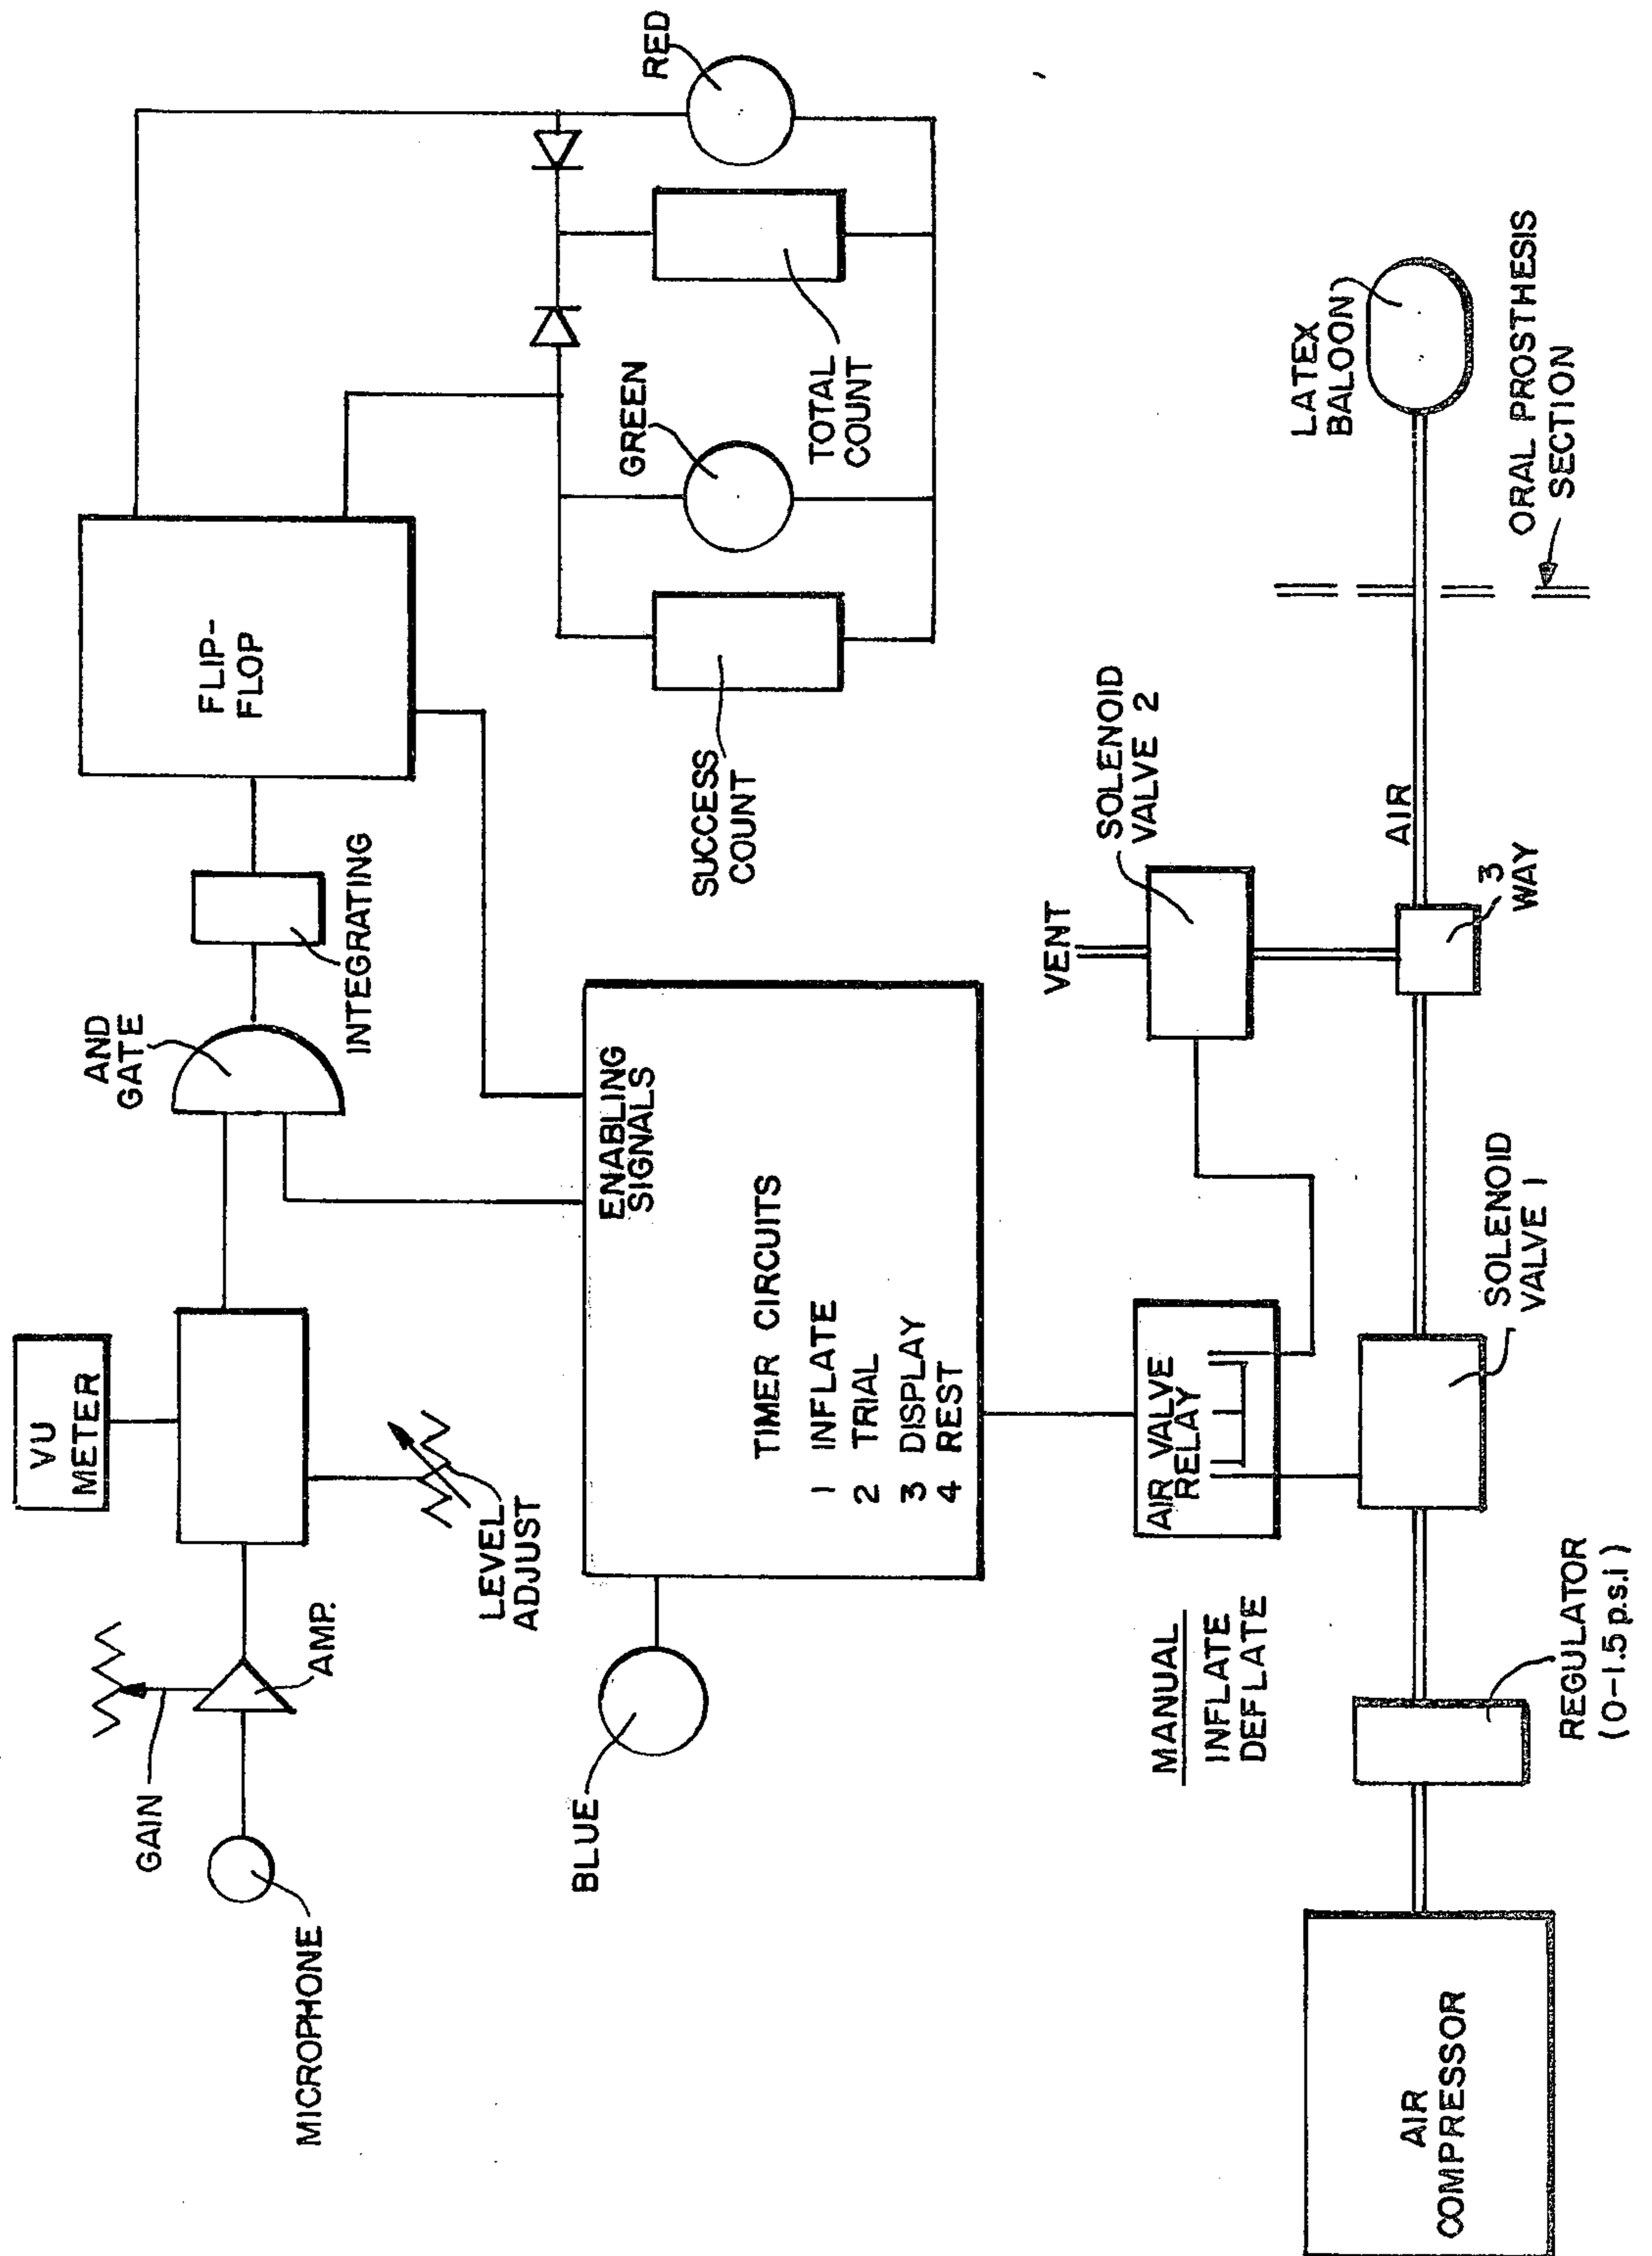 VU
METER
GAIN
AMP.
MICROPHONE
LEVEL
ADJUST
AND
GATE
INTEGRATING
FLIP-
FLOP
RED
GREEN
TOTAL
COUNT
SUCCESS
COUNT
BLUE
ENABLING
SIGNALS
TIMER CIRCUITS
1 INFLATE
2 TRIAL
3 DISPLAY
4 REST
MANUAL
INFLATE
DEFLATE
AIR VALVE
RELAY
VENT
SOLENOID
VALVE 2
AIR
COMPRESSOR
REGULATOR
(0-1.5 p.s.i)
SOLENOID
VALVE 1
3
WAY
AIR
LATEX
BALOON
ORAL PROSTHESIS
SECTION